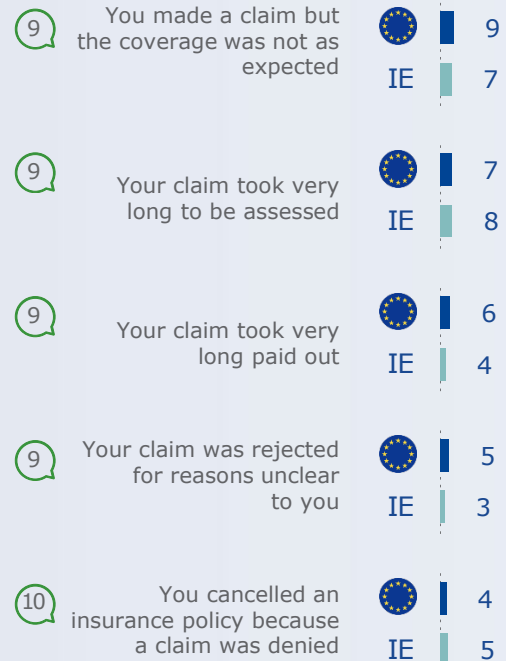 9
You made a claim but
the coverage was not as
expected
9
IE 7
9
Your claim took very
long to be assessed
7
IE 8
9
Your claim took very
long paid out
6
IE 4
9
Your claim was rejected
for reasons unclear
to you
5
IE 3
10
You cancelled an
insurance policy because
a claim was denied
4
IE 5